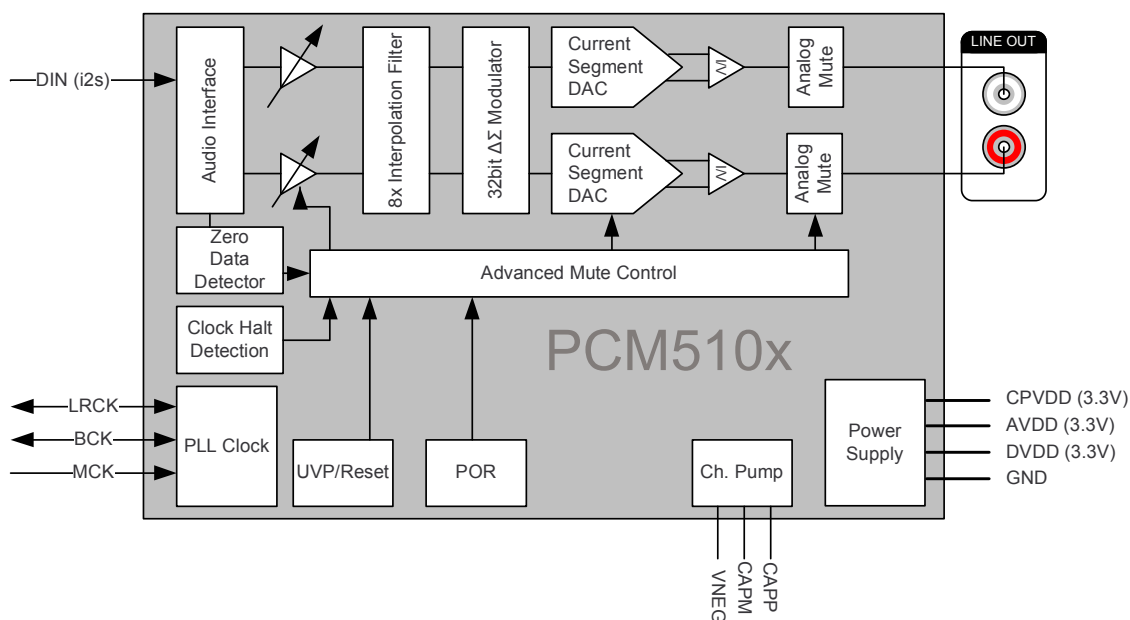 LINE OUT
DIN (i2s)
Audio Interface
8x Interpolation Filter
32bit ΔΣ Modulator
Current
Segment
DAC
I/V
Analog
Mute
Current
Segment
DAC
I/V
Analog
Mute
Zero
Data
Detector
Advanced Mute Control
Clock Halt
Detection
PCM510x
LRCK
BCK
MCK
PLL Clock
UVP/Reset
POR
Ch. Pump
Power
Supply
CPVDD (3.3V)
AVDD (3.3V)
DVDD (3.3V)
GND
VNEG
CAPM
CAPP